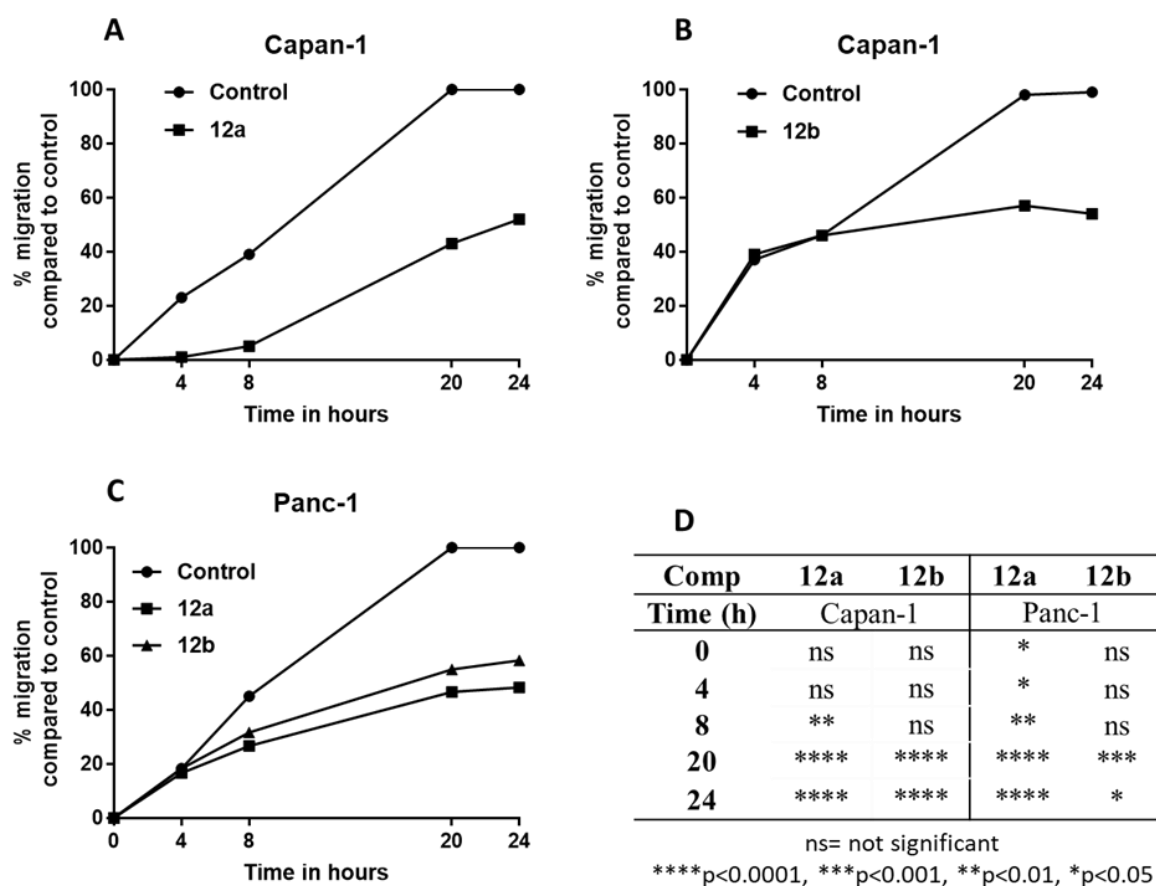 A
Capan-1
Control
12a
100
80
60
40
20
0
% migration
compared to control
4 8 20 24
Time in hours
B
Capan-1
Control
12b
100
80
60
40
20
0
% migration
compared to control
4 8 20 24
Time in hours
C
Panc-1
Control
12a
12b
100
80
60
40
20
0
% migration
compared to control
0 4 8 20 24
Time in hours
D
Comp 12a 12b 12a 12b
Time (h) Capan-1 Panc-1
0 ns ns * ns
4 ns ns * ns
8 ** ns ** ns
20 **** **** **** ***
24 **** **** **** *
ns= not significant
****p<0.0001, ***p<0.001, **p<0.01, *p<0.05